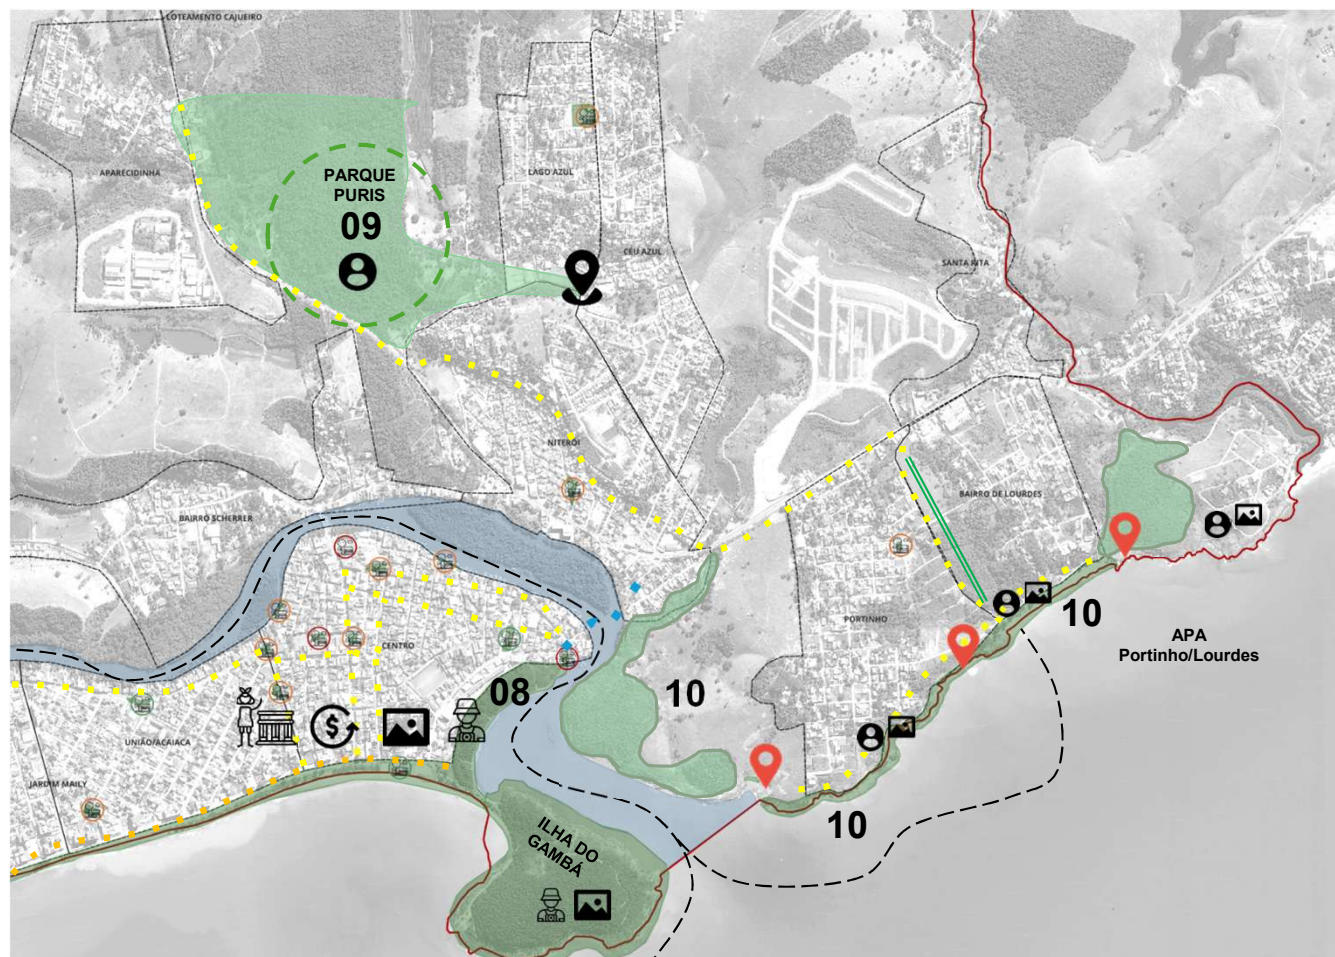 LOTEAMENTO CAJUEIRO
APARECIDINHA
PARQUE
PURIS
09
LAGO AZUL
CÉU AZUL
SANTA RITA
NITERÓI
BAIRRO DE LOURDES
BAIRRO SCHERRER
PORTINHO
CENTRO
10
APA
Portinho/Lourdes
08
10
$
UNIÃO/ACAIACA
JARDIM MAILY
10
ILHA DO
GAMBÁ